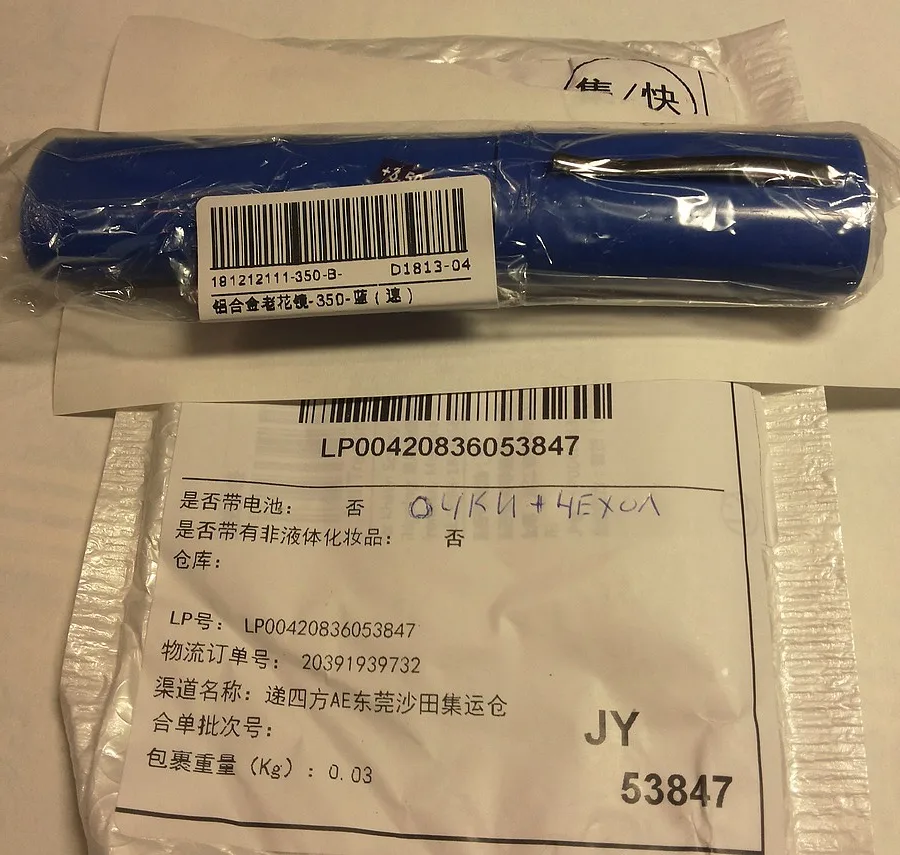 集/快
+3.50
181212111-350-B- D1813-04
铝合金老花镜-350-蓝(速)
LP00420836053847
是否带电池: 否 ОЧКИ + ЧЕХОЛ
是否带有非液体化妆品: 否
仓库:
LP号: LP00420836053847
物流订单号: 20391939732
渠道名称: 递四方AE东莞沙田集运仓
合单批次号:
包裹重量(Kg): 0.03
JY
53847